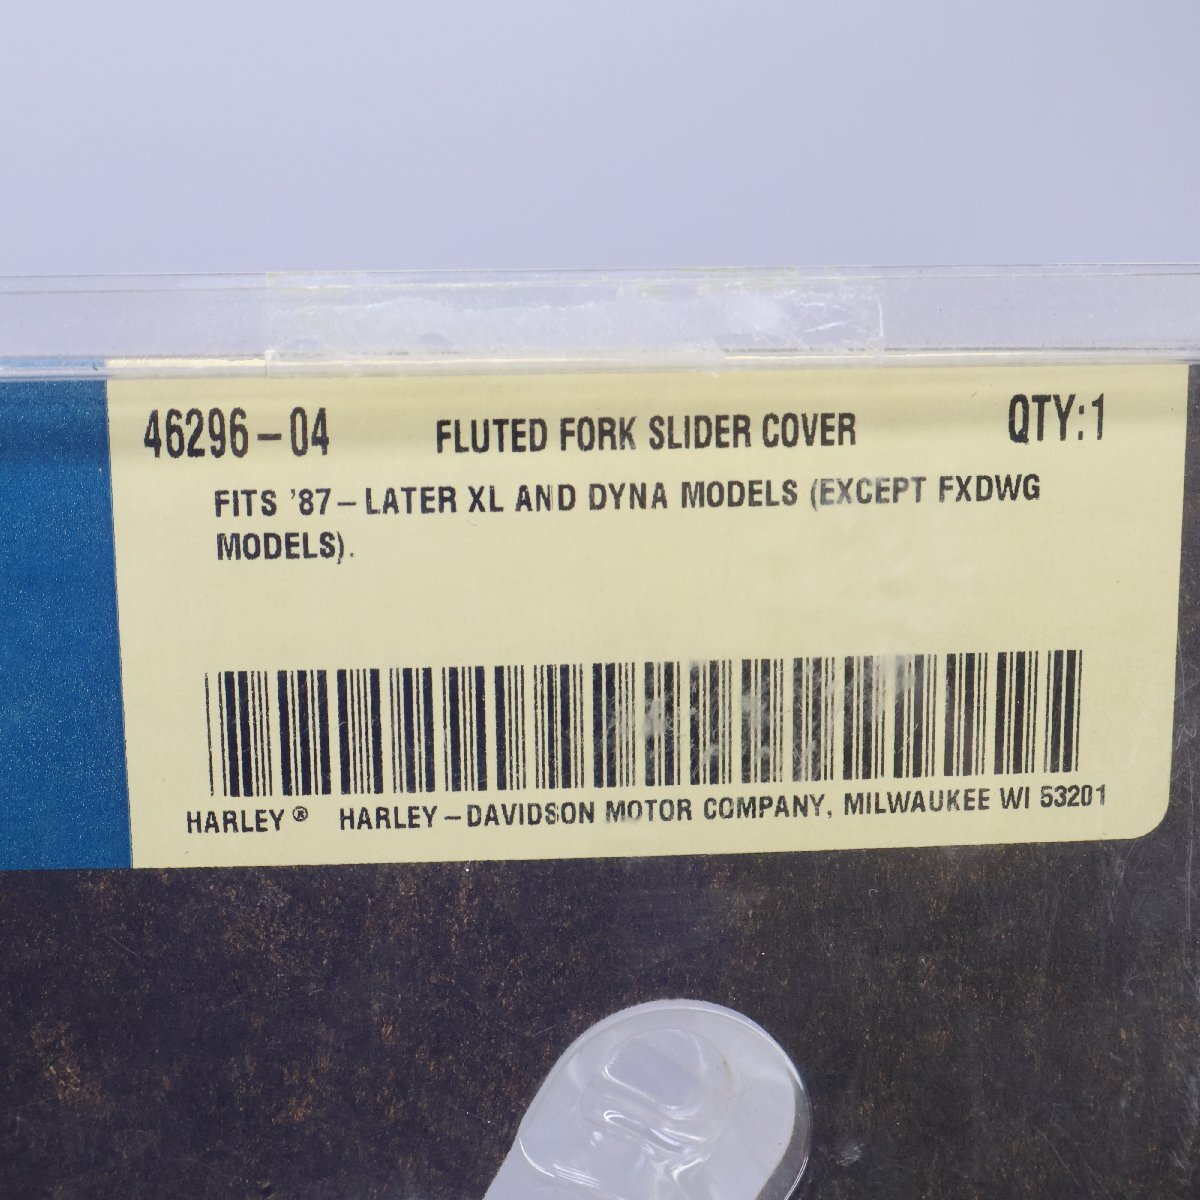 46296-04 FLUTED FORK SLIDER COVER QTY:1
FITS '87-LATER XL AND DYNA MODELS (EXCEPT FXDWG
MODELS).
HARLEY® HARLEY-DAVIDSON MOTOR COMPANY, MILWAUKEE WI 53201